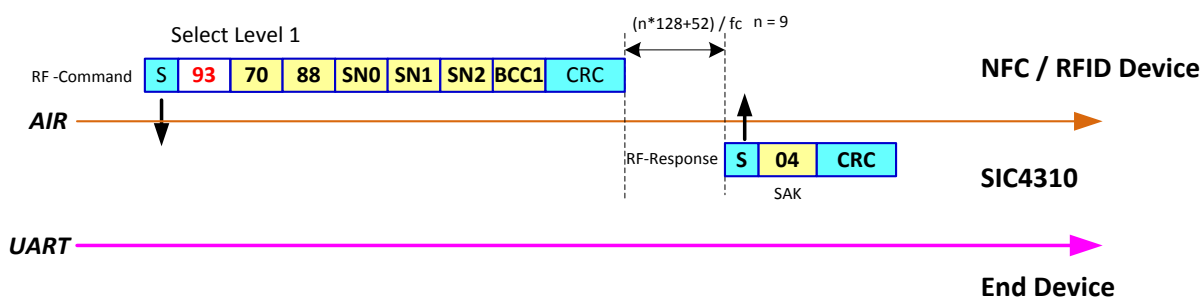 (n*128+52) / fc n = 9
Select Level 1
RF -Command S 93 70 88 SN0 SN1 SN2 BCC1 CRC
NFC / RFID Device
AIR
RF-Response S 04 CRC
SAK
SIC4310
UART
End Device